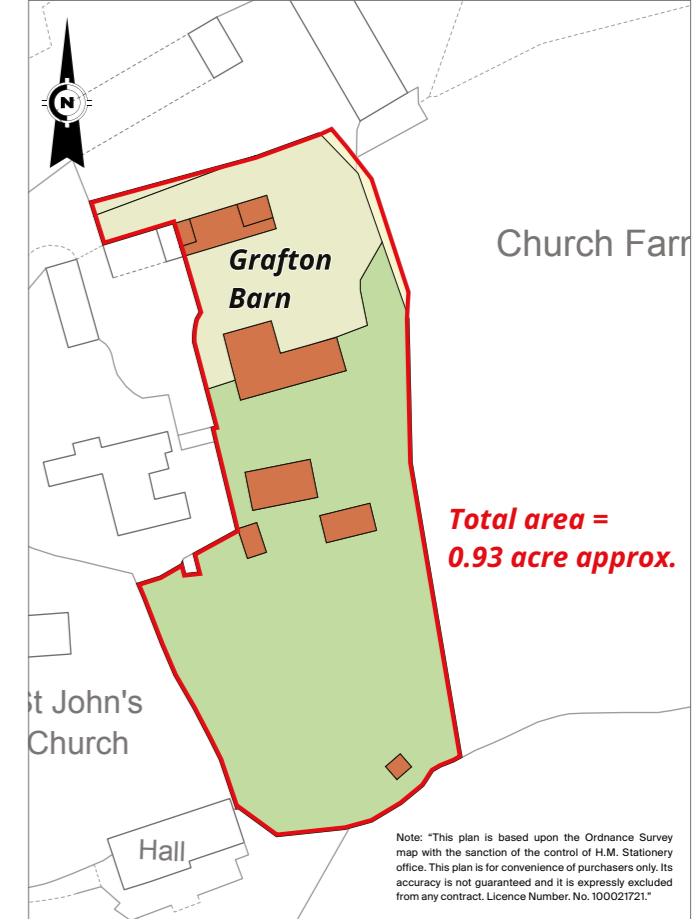 N
Church Farr
Grafton
Barn
Total area =
0.93 acre approx.
St John's
Church
Hall
Note: “This plan is based upon the Ordnance Survey
map with the sanction of the control of H.M. Stationery
office. This plan is for convenience of purchasers only. Its
accuracy is not guaranteed and it is expressly excluded
from any contract. Licence Number. No. 100021721.”